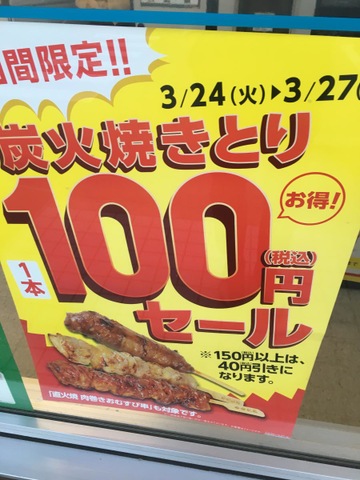 間限定!!
3/24(火)▶3/27(
炭火焼きとり
お得!
1本
100円
(税込)
セール
※150円以上は、
40円引きに
なります。
「直火焼 肉巻きおむすび串」も対象です。